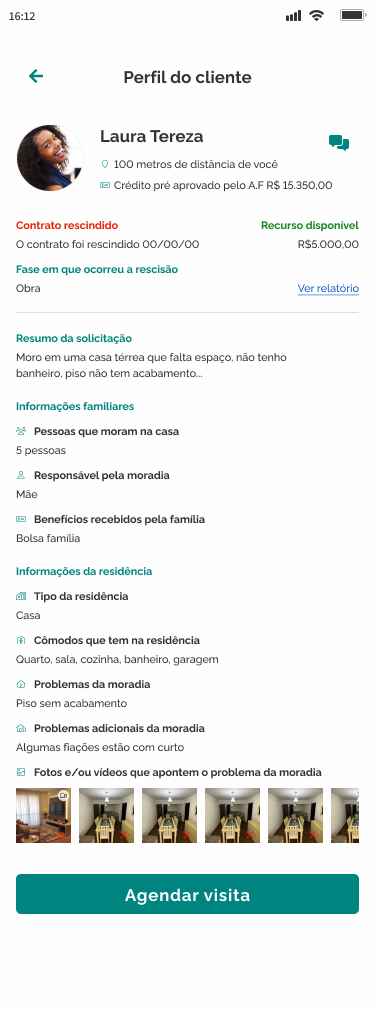 16:12
Perfil do cliente
Laura Tereza
100 metros de distância de você
Crédito pré aprovado pelo A.F R$ 15.350,00
Contrato rescindido
Recurso disponível
O contrato foi rescindido 00/00/00
R$5.000,00
Fase em que ocorreu a rescisão
Obra
Ver relatório
Resumo da solicitação
Moro em uma casa térrea que falta espaço, não tenho
banheiro, piso não tem acabamento...
Informações familiares
Pessoas que moram na casa
5 pessoas
Responsável pela moradia
Mãe
Benefícios recebidos pela família
Bolsa família
Informações da residência
Tipo da residência
Casa
Cômodos que tem na residência
Quarto, sala, cozinha, banheiro, garagem
Problemas da moradia
Piso sem acabamento
Problemas adicionais da moradia
Algumas fiações estão com curto
Fotos e/ou vídeos que apontem o problema da moradia
Agendar visita